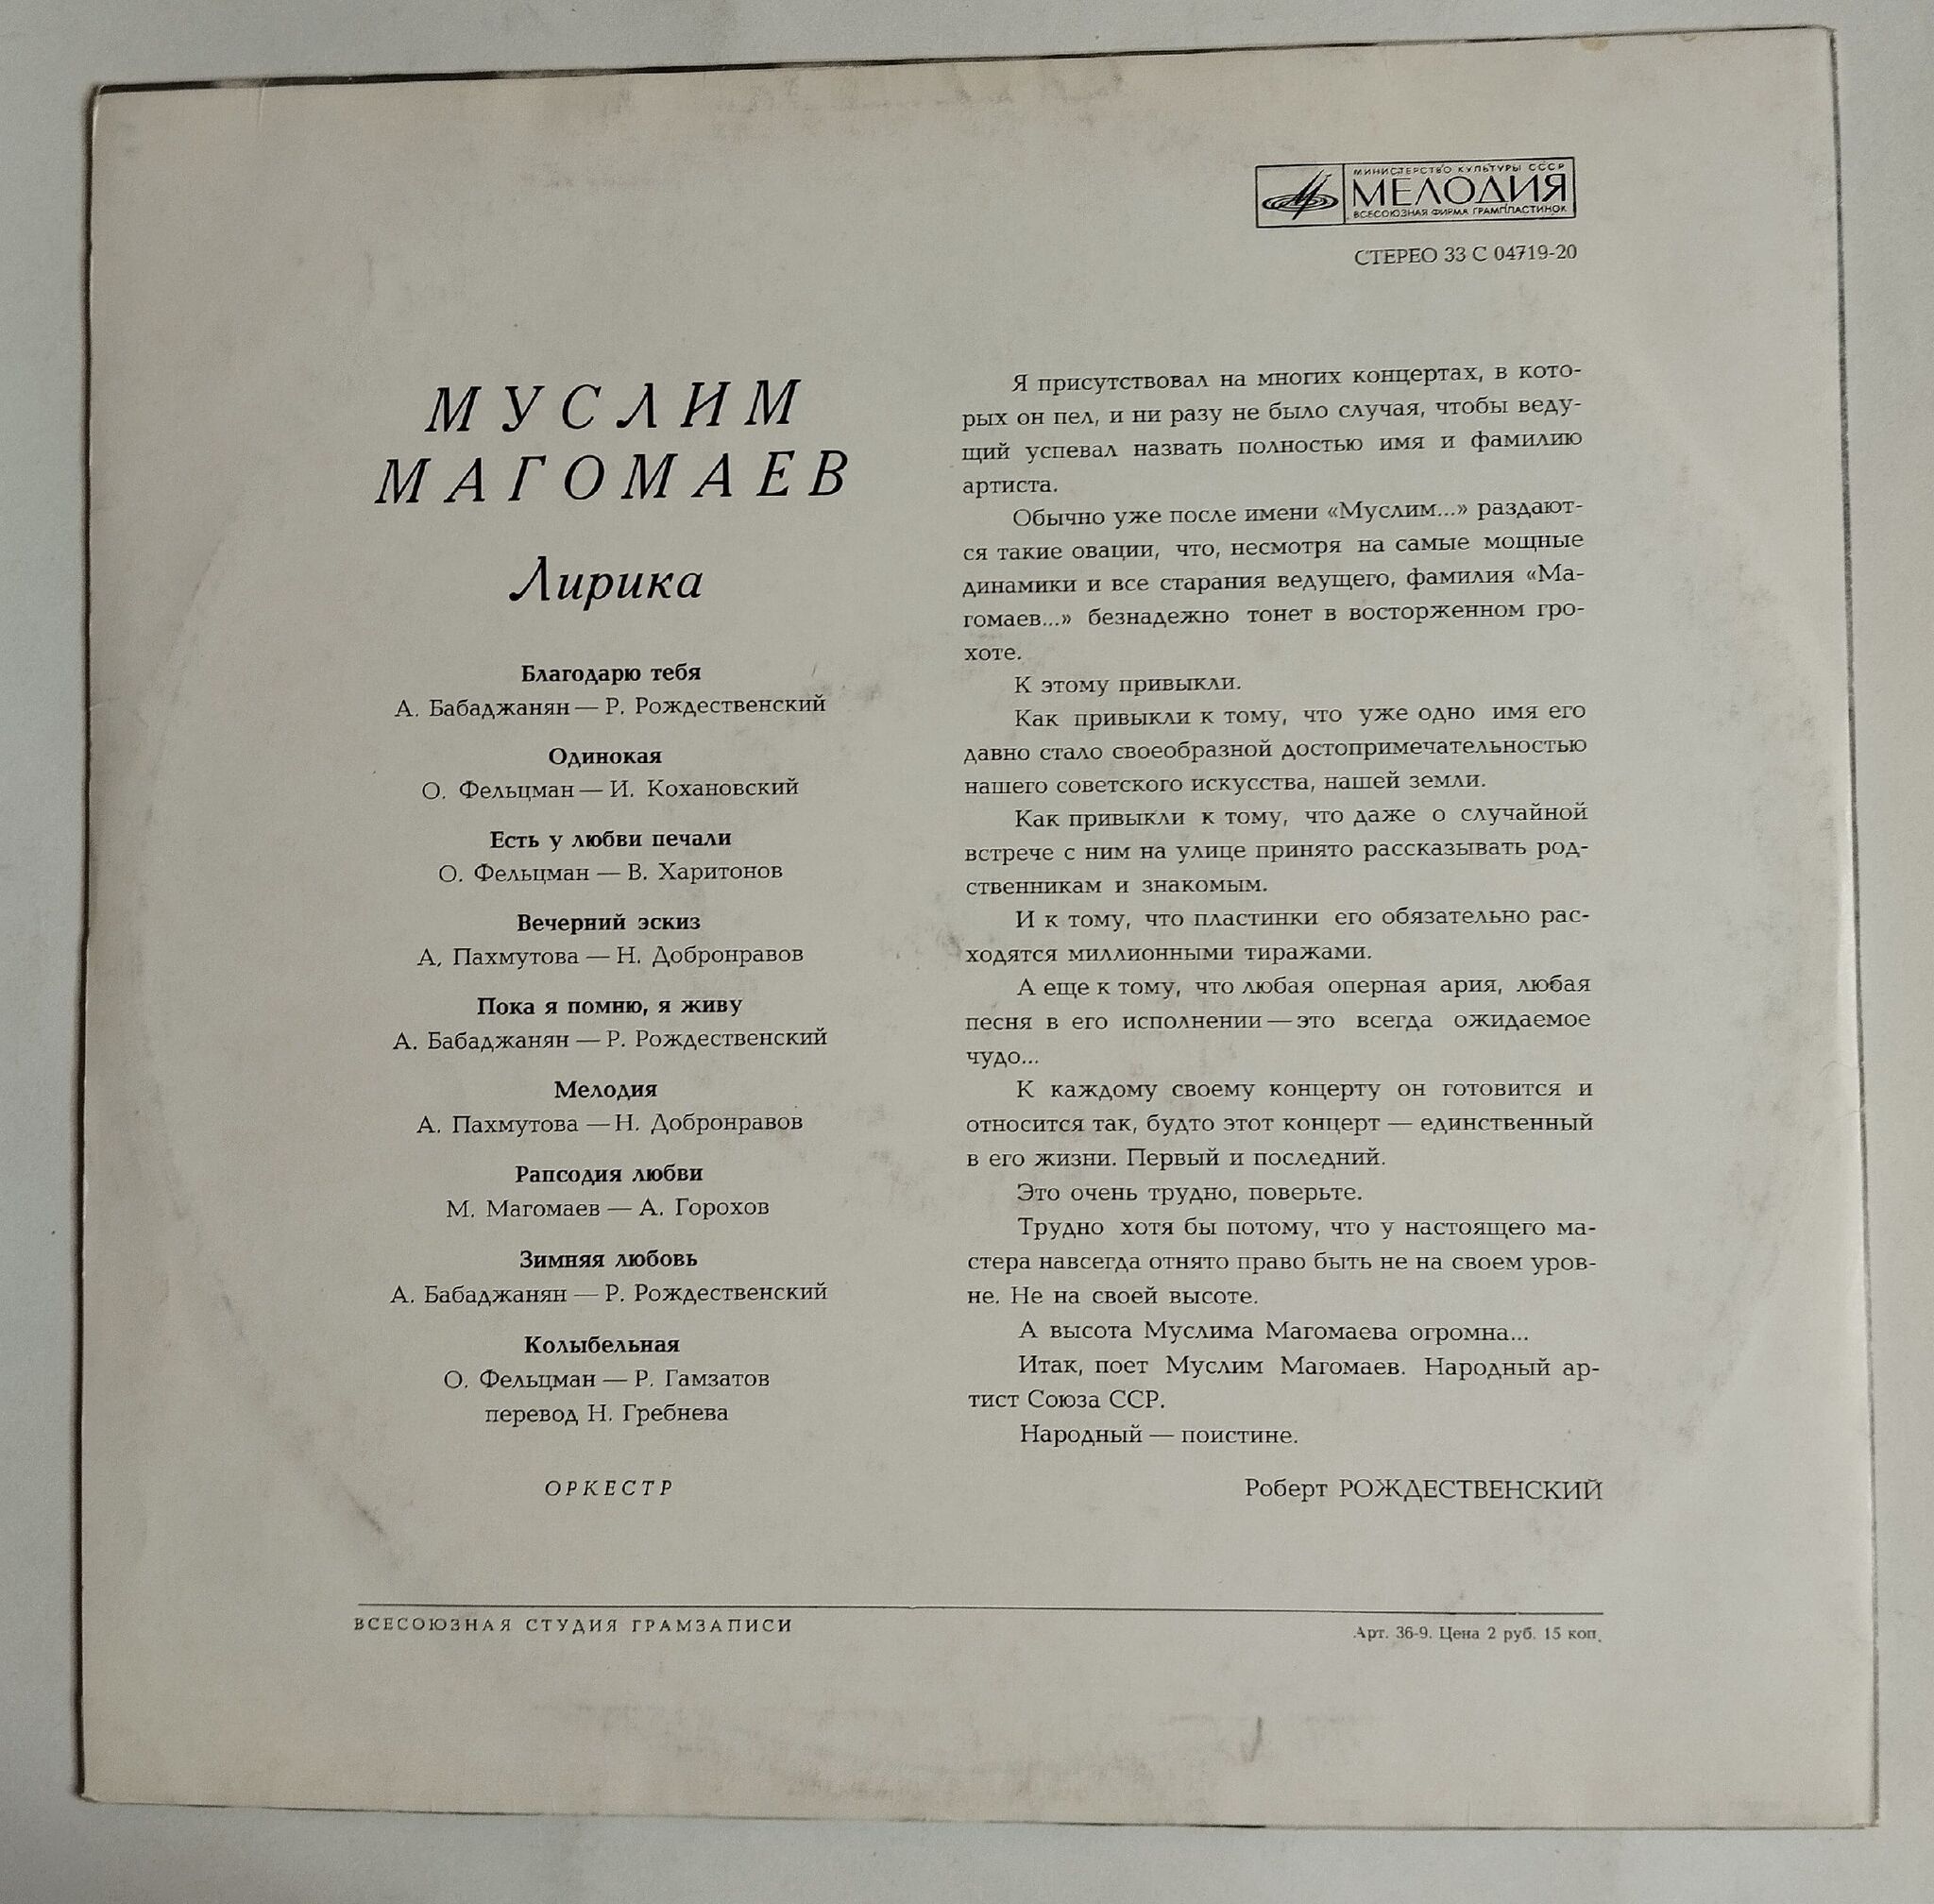 МИНИСТЕРСТВО КУЛЬТУРЫ СССР
МЕЛОДИЯ
ВСЕСОЮЗНАЯ ФИРМА ГРАМПЛАСТИНОК
СТЕРЕО 33 С 04719-20
МУСЛИМ
МАГОМАЕВ
Лирика
Благодарю тебя
А. Бабаджанян — Р. Рождественский
Одинокая
О. Фельцман — И. Кохановский
Есть у любви печали
О. Фельцман — В. Харитонов
Вечерний эскиз
А, Пахмутова — Н. Добронравов
Пока я помню, я живу
А. Бабаджанян — Р. Рождественский
Мелодия
А. Пахмутова — Н. Добронравов
Рапсодия любви
М. Магомаев — А. Горохов
Зимняя любовь
А. Бабаджанян — Р. Рождественский
Колыбельная
О. Фельцман — Р. Гамзатов
перевод Н. Гребнева
ОРКЕСТР
Я присутствовал на многих концертах, в кото-
рых он пел, и ни разу не было случая, чтобы веду-
щий успевал назвать полностью имя и фамилию
артиста.
Обычно уже после имени «Муслим...» раздают-
ся такие овации, что, несмотря на самые мощные
динамики и все старания ведущего, фамилия «Ма-
гомаев...» безнадежно тонет в восторженном гро-
хоте.
К этому привыкли.
Как привыкли к тому, что уже одно имя его
давно стало своеобразной достопримечательностью
нашего советского искусства, нашей земли.
Как привыкли к тому, что даже о случайной
встрече с ним на улице принято рассказывать род-
ственникам и знакомым.
И к тому, что пластинки его обязательно рас-
ходятся миллионными тиражами.
А еще к тому, что любая оперная ария, любая
песня в его исполнении — это всегда ожидаемое
чудо...
К каждому своему концерту он готовится и
относится так, будто этот концерт — единственный
в его жизни. Первый и последний.
Это очень трудно, поверьте.
Трудно хотя бы потому, что у настоящего ма-
стера навсегда отнято право быть не на своем уров-
не. Не на своей высоте.
А высота Муслима Магомаева огромна...
Итак, поет Муслим Магомаев. Народный ар-
тист Союза ССР.
Народный — поистине.
Роберт РОЖДЕСТВЕНСКИЙ
ВСЕСОЮЗНАЯ СТУДИЯ ГРАМЗАПИСИ
Арт. 36-9. Цена 2 руб. 15 коп.